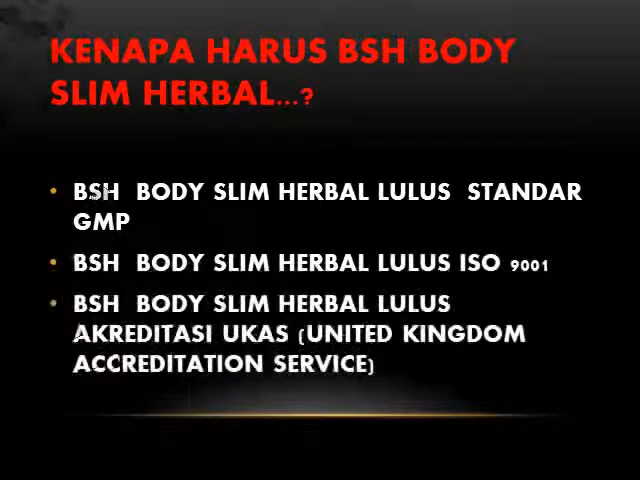 KENAPA HARUS BSH BODY
SLIM HERBAL...?
• BSH BODY SLIM HERBAL LULUS STANDAR
GMP
• BSH BODY SLIM HERBAL LULUS ISO 9001
• BSH BODY SLIM HERBAL LULUS
AKREDITASI UKAS (UNITED KINGDOM
ACCREDITATION SERVICE)